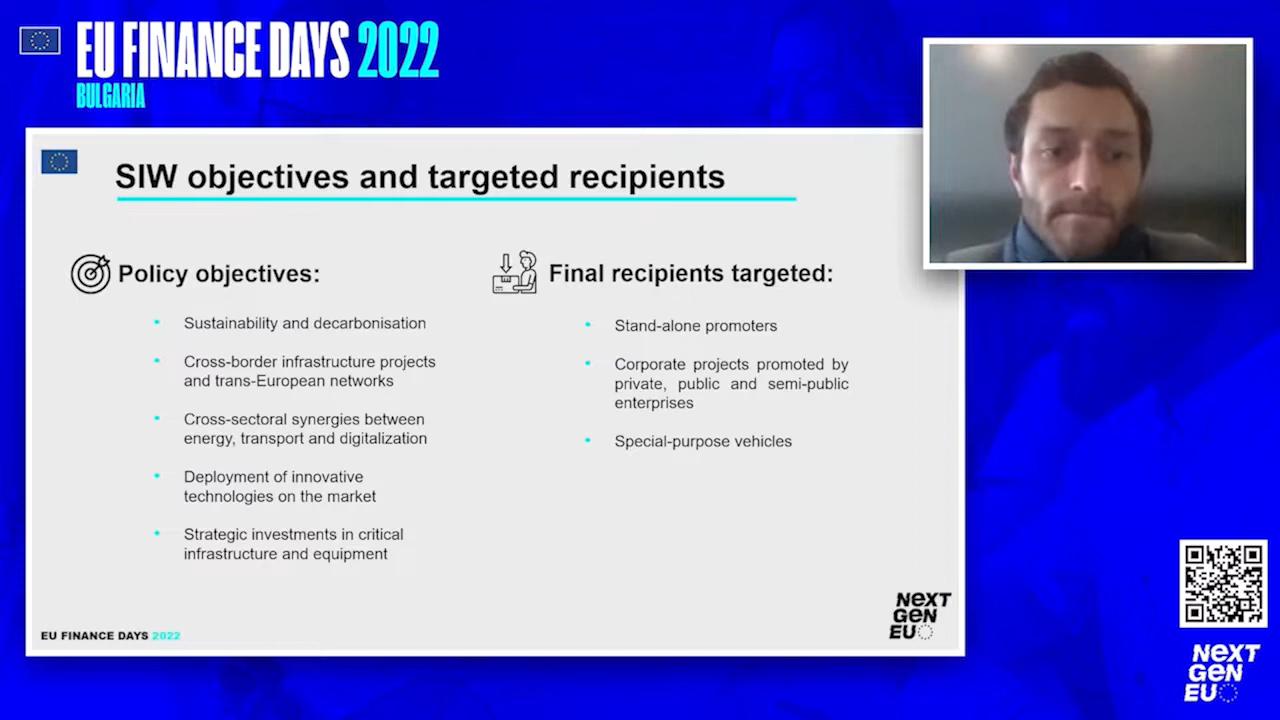 EU FINANCE DAYS 2022
BULGARIA
SIW objectives and targeted recipients
Policy objectives:
Sustainability and decarbonisation
Cross-border infrastructure projects
and trans-European networks
Cross-sectoral synergies between
energy, transport and digitalization
Deployment of innovative
technologies on the market
Strategic investments in critical
infrastructure and equipment
Final recipients targeted:
Stand-alone promoters
Corporate projects promoted by
private, public and semi-public
enterprises
Special-purpose vehicles
EU FINANCE DAYS 2022
NeXT
GeN
EU
NeXT
GeN
EU